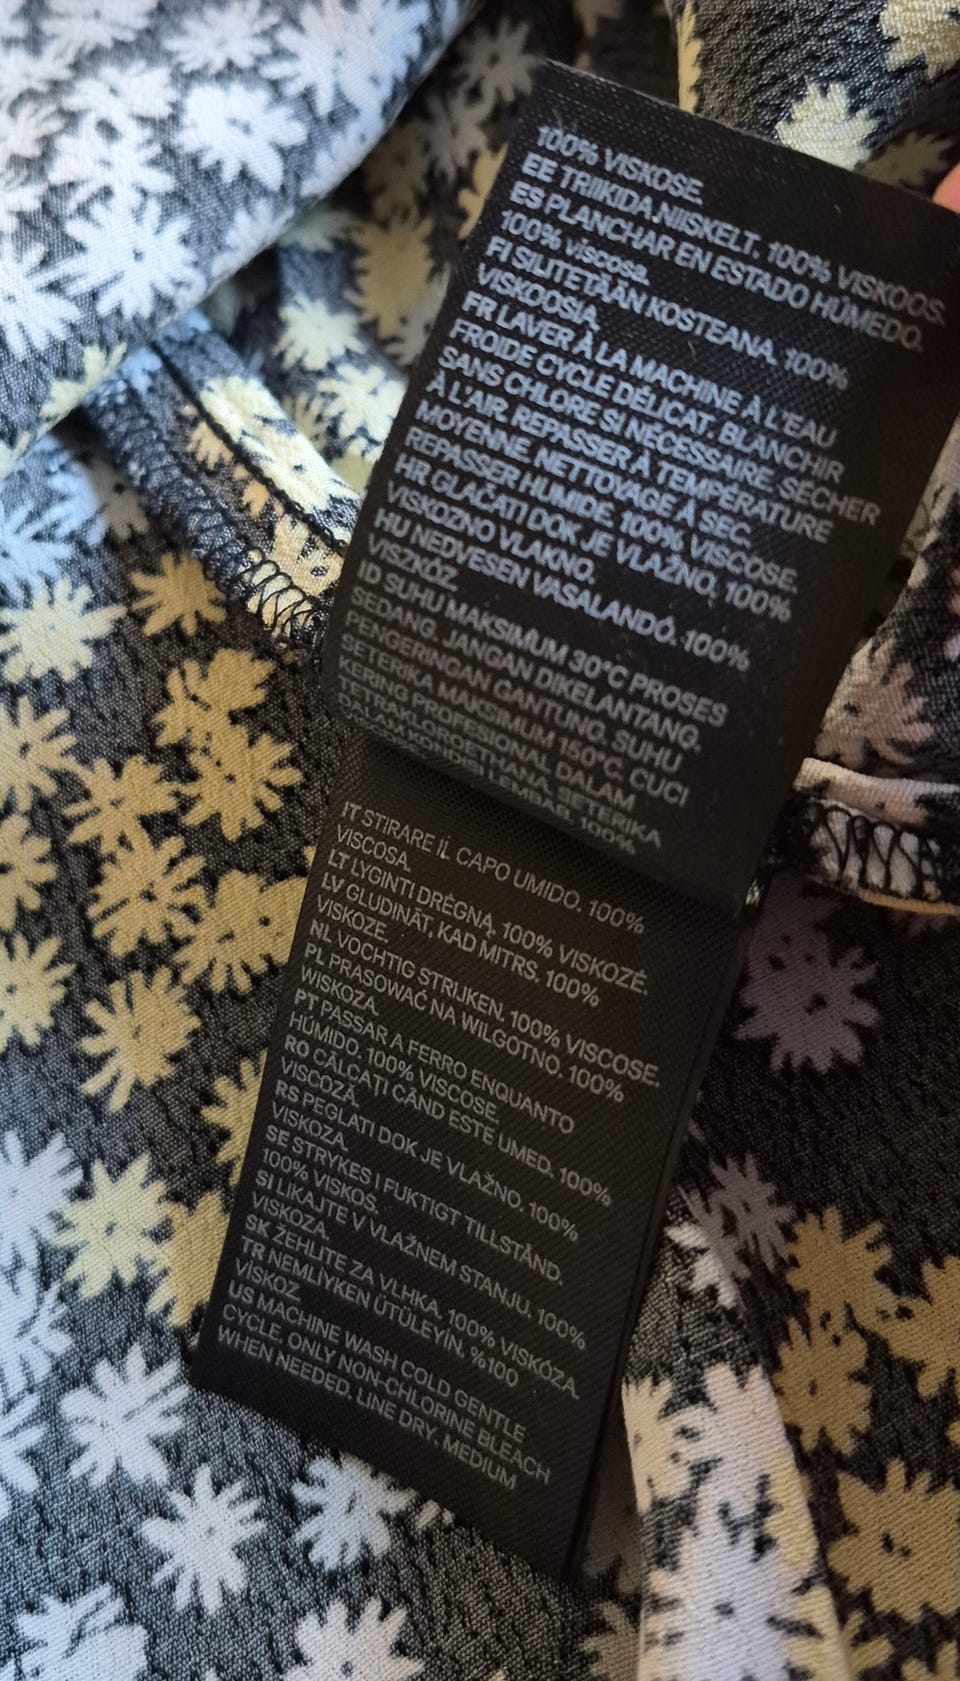 100% VISKOSE.
EE TRIIKIDA NIISKELT. 100% VISKOOS.
ES PLANCHAR EN ESTADO HÚMEDO.
100% viscosa.
FI SILITETÄÄN KOSTEANA. 100%
VISKOOSIA.
FR LAVER À LA MACHINE À L'EAU
FROIDE CYCLE DÉLICAT. BLANCHIR
SANS CHLORE SI NÉCESSAIRE. SÉCHER
À L'AIR. REPASSER À TEMPÉRATURE
MOYENNE. NETTOYAGE À SEC.
REPASSER HUMIDE. 100% VISCOSE.
HR GLAČATI DOK JE VLAŽNO. 100%
VISKOZNO VLAKNO.
HU NEDVESEN VASALANDÓ. 100%
VISZKÓZ.
ID SUHU MAKSIMUM 30°C PROSES
SEDANG. JANGAN DIKELANTANG.
PENGERINGAN GANTUNG. SUHU
SETERIKA MAKSIMUM 150°C. CUCI
KERING PROFESIONAL DALAM
TETRAKLOROETHANA. SETERIKA
DALAM KONDISI LEMBAB. 100%
IT STIRARE IL CAPO UMIDO. 100%
VISCOSA.
LT LYGINTI DRĖGNĄ. 100% VISKOZĖ.
LV GLUDINĀT, KAD MITRS. 100%
VISKOZE.
NL VOCHTIG STRIJKEN. 100% VISCOSE.
PL PRASOWAĆ NA WILGOTNO. 100%
WISKOZA.
PT PASSAR A FERRO ENQUANTO
HÚMIDO. 100% VISCOSE.
RO CĂLCAȚI CÂND ESTE UMED. 100%
VISCOZĂ.
RS PEGLATI DOK JE VLAŽNO. 100%
VISKOZA.
SE STRYKES I FUKTIGT TILLSTÅND.
100% VISKOS.
SI LIKAJTE V VLAŽNEM STANJU. 100%
VISKOZA.
SK ŽEHLITE ZA VLHKA. 100% VISKÓZA.
TR NEMLİYKEN ÜTÜLEYİN. %100
VİSKOZ
US MACHINE WASH COLD GENTLE
CYCLE. ONLY NON-CHLORINE BLEACH
WHEN NEEDED. LINE DRY. MEDIUM